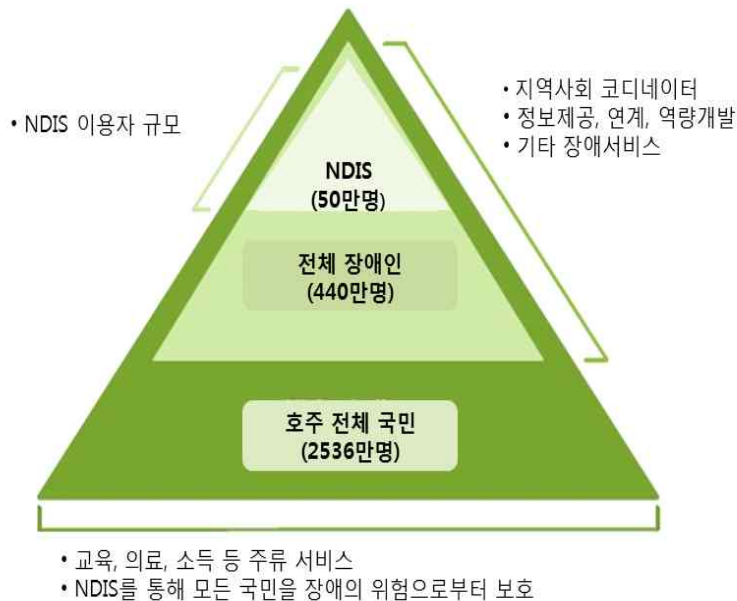 • NDIS 이용자 규모
• 지역사회 코디네이터
• 정보제공, 연계, 역량개발
• 기타 장애서비스
NDIS
(50만명)
전체 장애인
(440만명)
호주 전체 국민
(2536만명)
• 교육, 의료, 소득 등 주류 서비스
• NDIS를 통해 모든 국민을 장애의 위험으로부터 보호